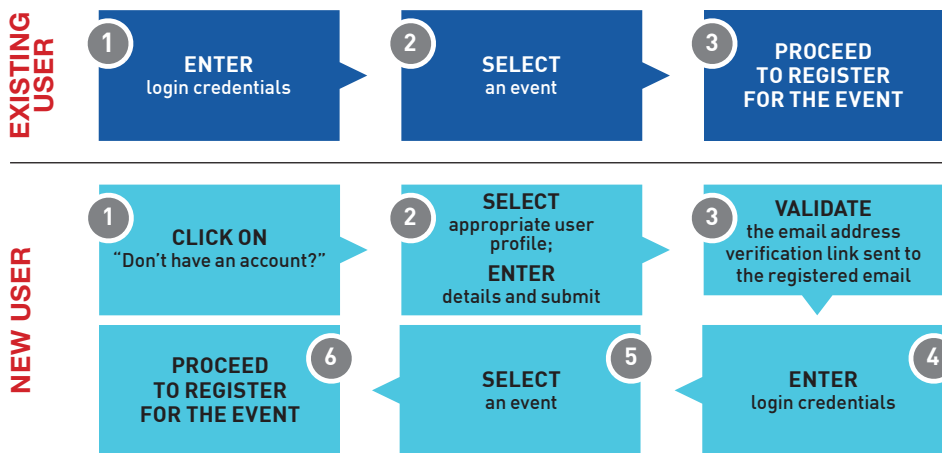 EXISTING
USER
1
ENTER
login credentials
2
SELECT
an event
3
PROCEED
TO REGISTER
FOR THE EVENT
NEW USER
1
CLICK ON
“Don’t have an account?”
2
SELECT
appropriate user
profile;
ENTER
details and submit
3
VALIDATE
the email address
verification link sent to
the registered email
4
ENTER
login credentials
5
SELECT
an event
6
PROCEED
TO REGISTER
FOR THE EVENT